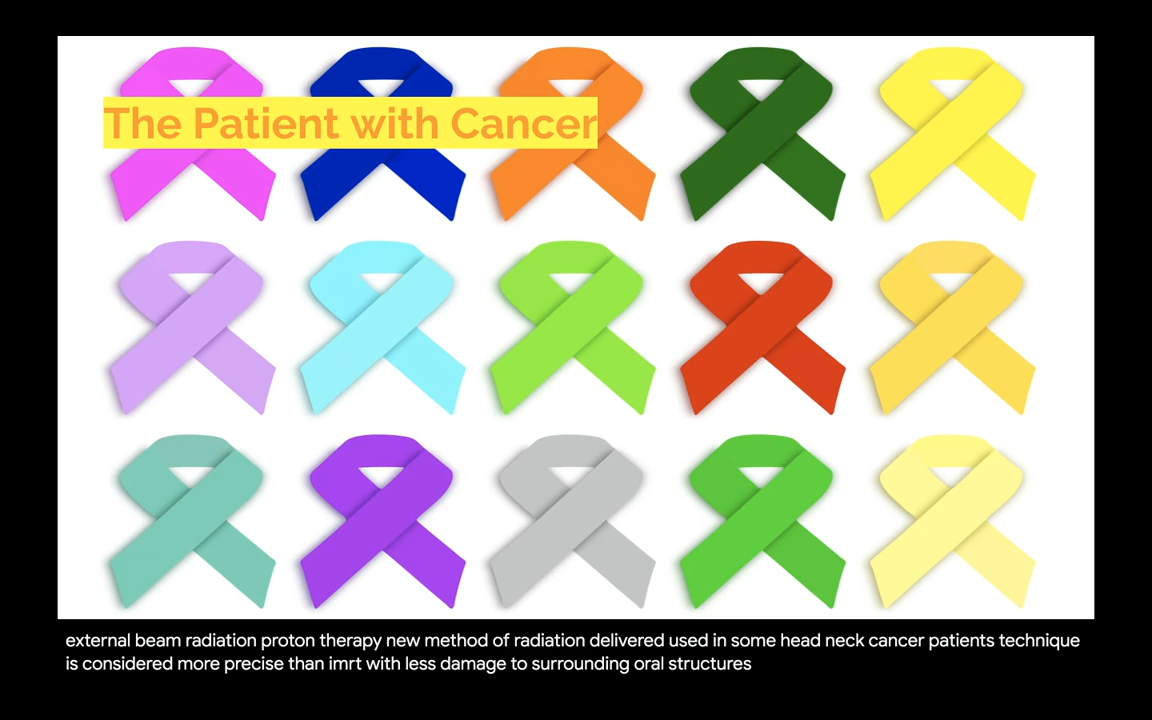 The Patient with Cancer
external beam radiation proton therapy new method of radiation delivered used in some head neck cancer patients technique
is considered more precise than imrt with less damage to surrounding oral structures